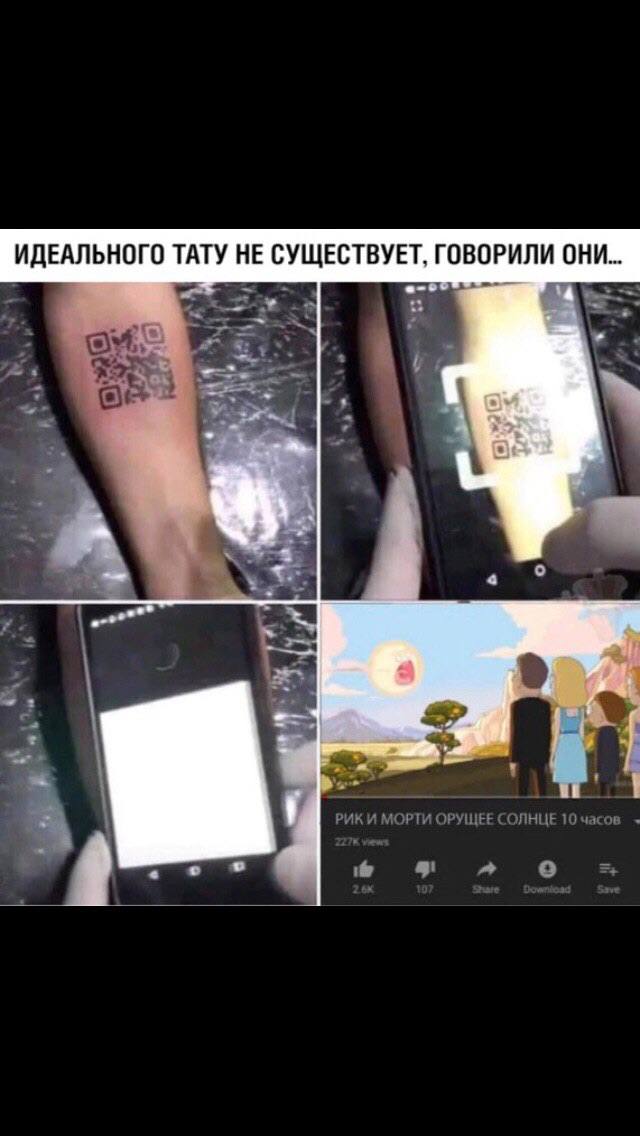 ИДЕАЛЬНОГО ТАТУ НЕ СУЩЕСТВУЕТ, ГОВОРИЛИ ОНИ...
РИК И МОРТИ ОРУЩЕЕ СОЛНЦЕ 10 часов
227K views
2.6K 107 Share Download Save